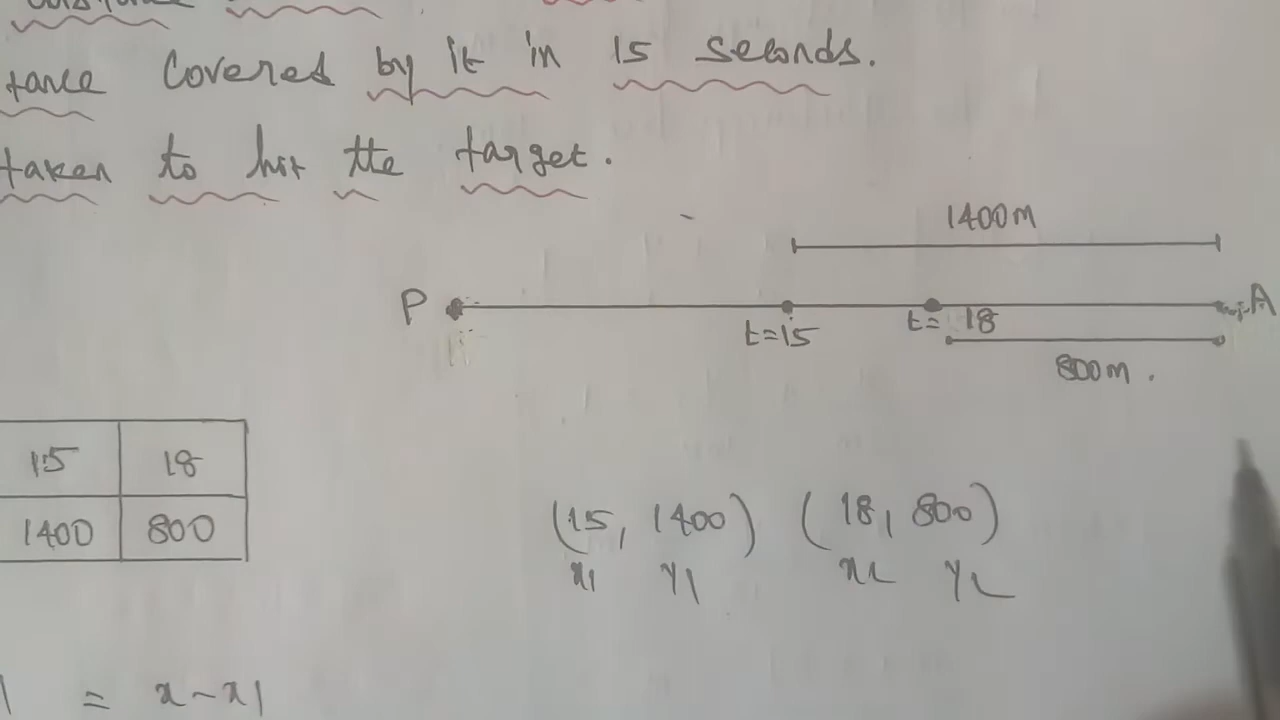 tance covered by it in 15 seconds.
taken to hit the target.
1400m
P A
t=15 t= 18
800m.
15 18
1400 800
(15, 1400) (18, 800)
x1 y1 x2 y2
1 = x-x1